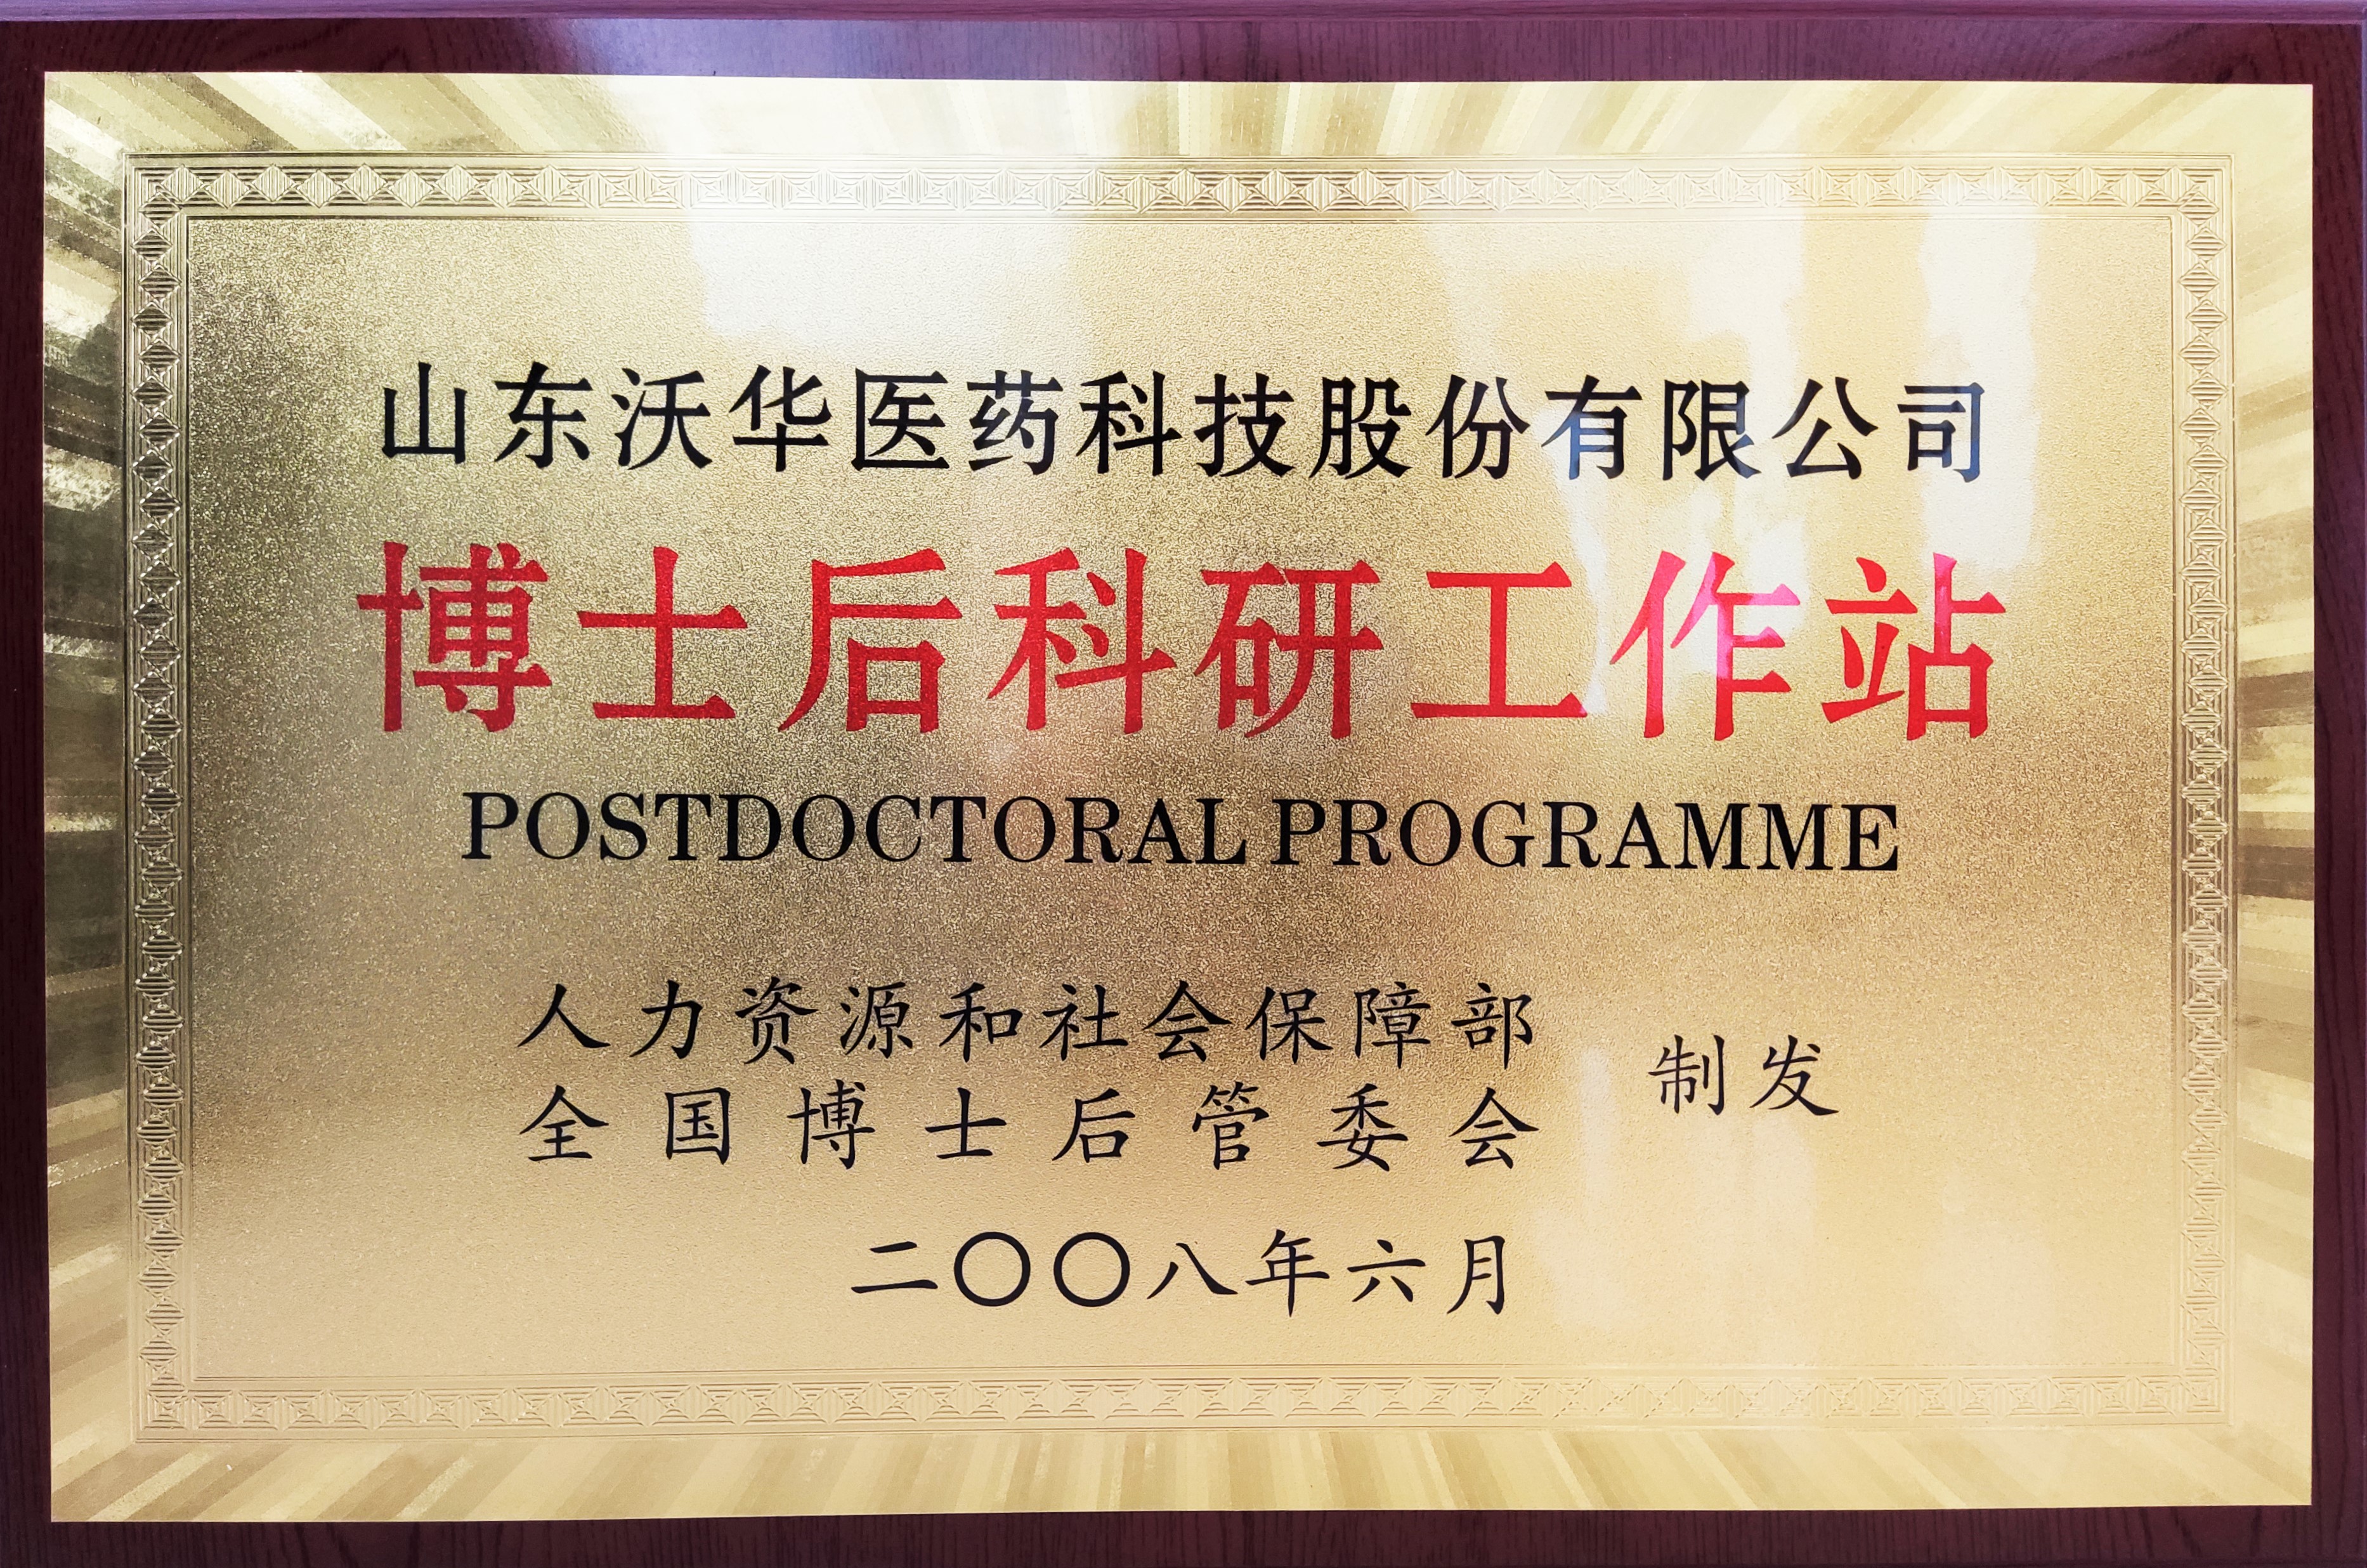 山东沃华医药科技股份有限公司
博士后科研工作站
POSTDOCTORAL PROGRAMME
人力资源和社会保障部
全国博士后管委会
制发
二〇〇八年六月